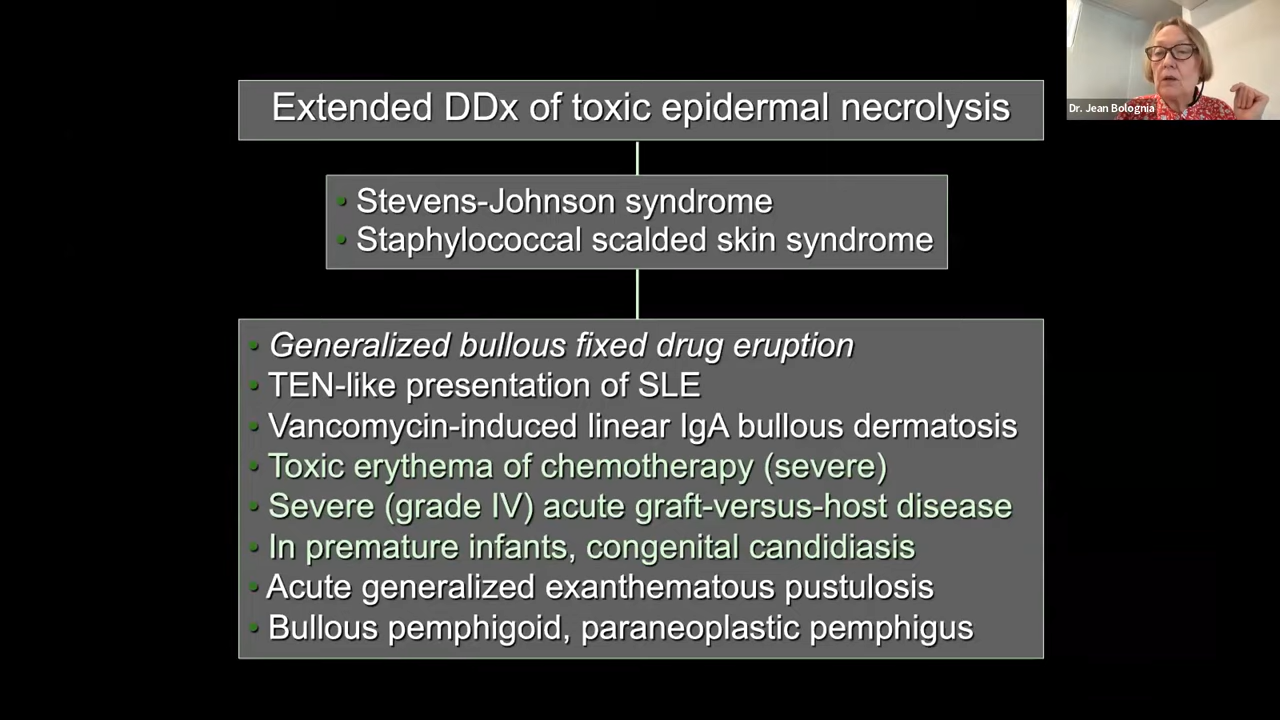 Extended DDx of toxic epidermal necrolysis
Dr. Jean Bolognia
• Stevens-Johnson syndrome
• Staphylococcal scalded skin syndrome
• Generalized bullous fixed drug eruption
• TEN-like presentation of SLE
• Vancomycin-induced linear IgA bullous dermatosis
• Toxic erythema of chemotherapy (severe)
• Severe (grade IV) acute graft-versus-host disease
• In premature infants, congenital candidiasis
• Acute generalized exanthematous pustulosis
• Bullous pemphigoid, paraneoplastic pemphigus